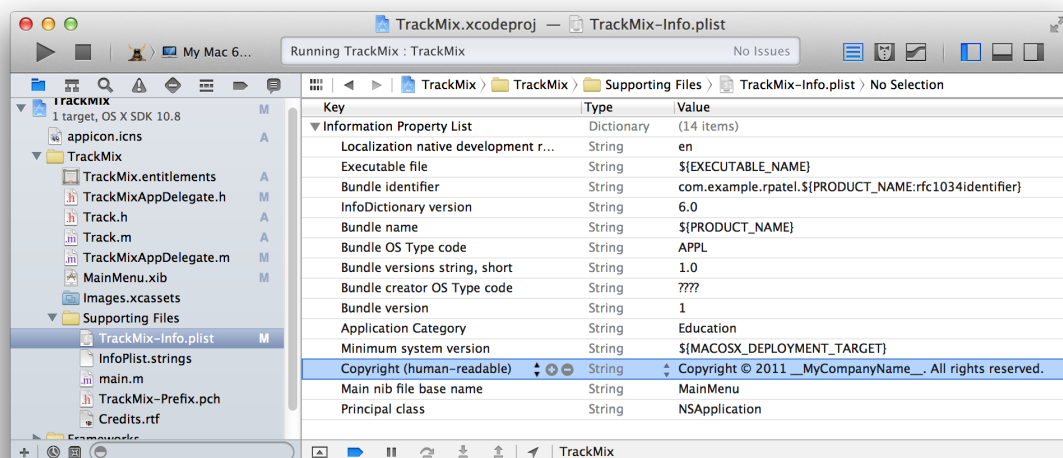 TrackMix.xcodeproj — TrackMix-Info.plist
My Mac 6...
Running TrackMix : TrackMix
No Issues
TrackMix TrackMix Supporting Files TrackMix-Info.plist No Selection
TrackMix M
1 target, OS X SDK 10.8
appicon.icns A
TrackMix
TrackMix.entitlements A
TrackMixAppDelegate.h M
Track.h A
Track.m A
TrackMixAppDelegate.m M
MainMenu.xib M
Images.xcassets
Supporting Files
TrackMix-Info.plist M
InfoPlist.strings
main.m
TrackMix-Prefix.pch
Credits.rtf
Frameworks
Key Type Value
Information Property List Dictionary (14 items)
Localization native development r... String en
Executable file String ${EXECUTABLE_NAME}
Bundle identifier String com.example.rpatel.${PRODUCT_NAME:rfc1034identifier}
InfoDictionary version String 6.0
Bundle name String ${PRODUCT_NAME}
Bundle OS Type code String APPL
Bundle versions string, short String 1.0
Bundle creator OS Type code String ????
Bundle version String 1
Application Category String Education
Minimum system version String ${MACOSX_DEPLOYMENT_TARGET}
Copyright (human-readable) String Copyright © 2011 __MyCompanyName__. All rights reserved.
Main nib file base name String MainMenu
Principal class String NSApplication
TrackMix